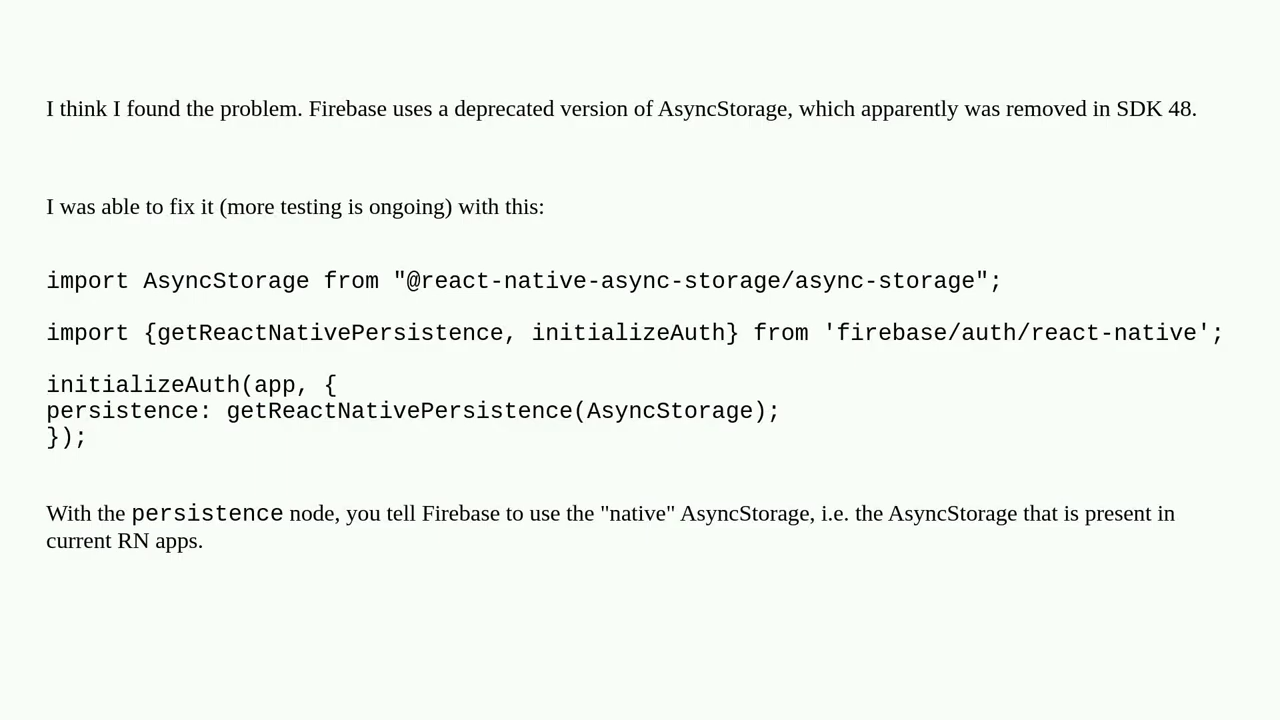 I think I found the problem. Firebase uses a deprecated version of AsyncStorage, which apparently was removed in SDK 48.
I was able to fix it (more testing is ongoing) with this:
import AsyncStorage from "@react-native-async-storage/async-storage";
import {getReactNativePersistence, initializeAuth} from 'firebase/auth/react-native';
initializeAuth(app, {
persistence: getReactNativePersistence(AsyncStorage);
});
With the persistence node, you tell Firebase to use the "native" AsyncStorage, i.e. the AsyncStorage that is present in
current RN apps.